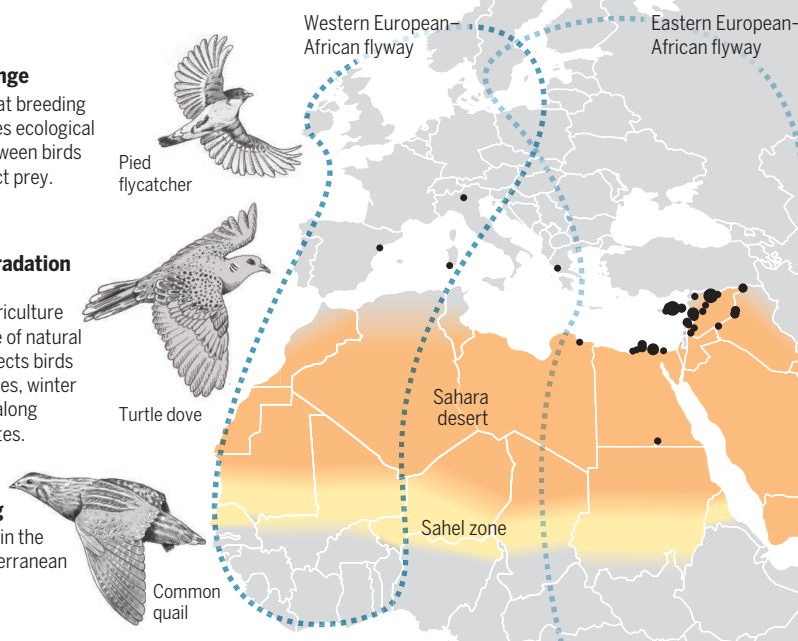 Western European–
African flyway
Eastern European–
African flyway
nge
at breeding
es ecological
ween birds
ct prey.
Pied
flycatcher
radation
riculture
e of natural
ects birds
es, winter
along
tes.
Turtle dove
Sahara
desert
Sahel zone
g
in the
erranean
Common
quail